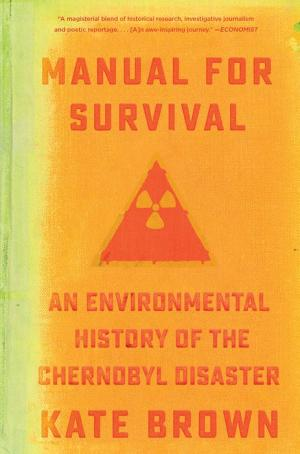 "A magisterial blend of historical research, investigative journalism
and poetic reportage. . . . [A]n awe-inspiring journey." —ECONOMIST
MANUAL FOR
SURVIVAL
AN ENVIRONMENTAL
HISTORY OF THE
CHERNOBYL DISASTER
KATE BROWN